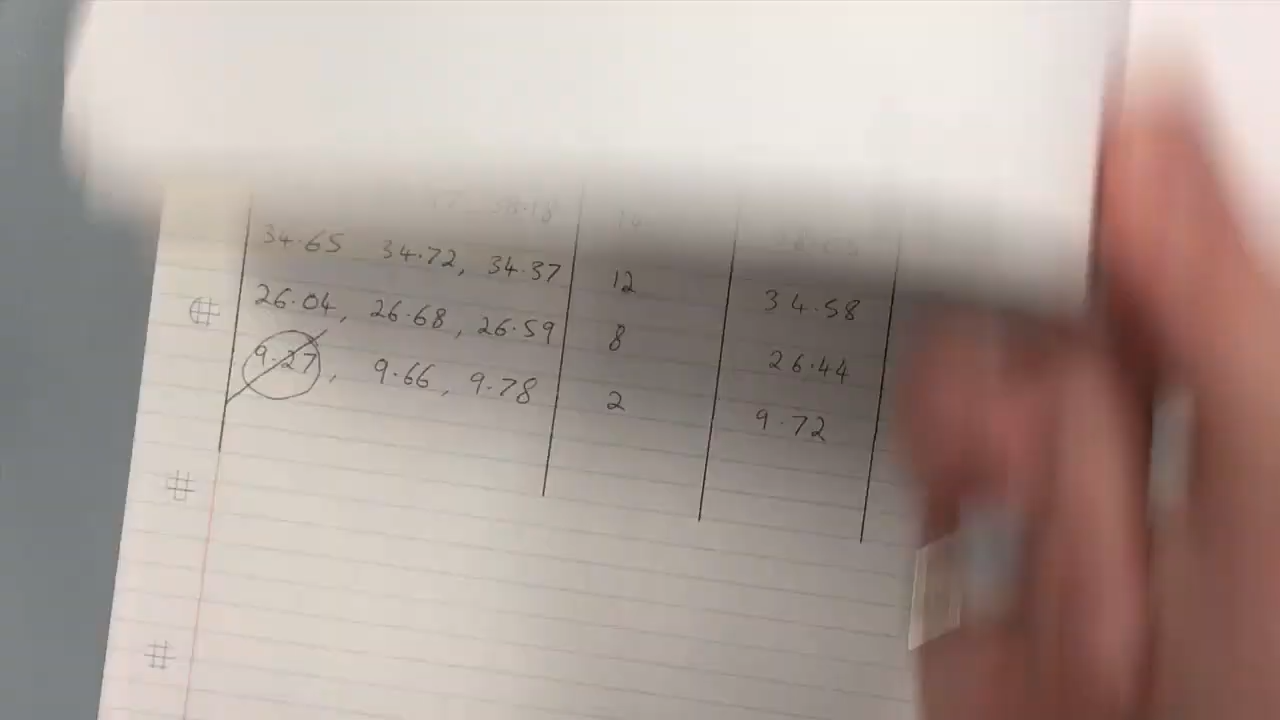 34.65 34.72, 34.37 12 34.58
# 26.04, 26.68, 26.59 8 26.44
9.27, 9.66, 9.78 2 9.72
#
#